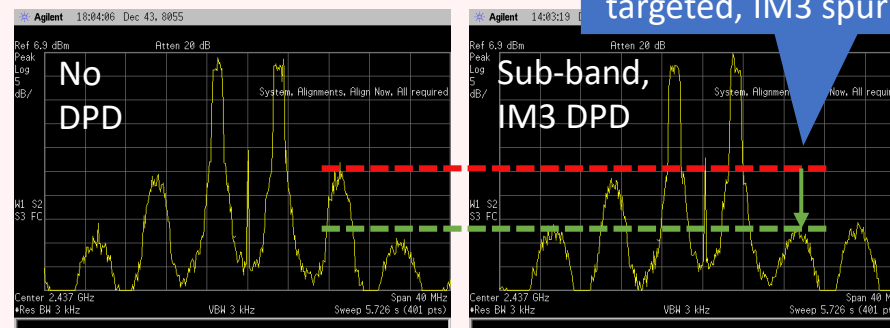 targeted, IM3 spur
Agilent 18:04:06 Dec 43, 8055
Ref 6.9 dBm Atten 20 dB
Peak
Log
5
dB/
No
DPD
System, Alignments, Align Now, All required
W1 S2
S3 FC
Center 2.437 GHz Span 40 MHz
•Res BW 3 kHz VBW 3 kHz Sweep 5.726 s (401 pts)
Agilent 14:03:19
Ref 6.9 dBm Atten 20 dB
Peak
Log
5
dB/
Sub-band,
IM3 DPD
System, Alignmen Now, All requir
W1 S2
S3 FC
Center 2.437 GHz Span 40 M
•Res BW 3 kHz VBW 3 kHz Sweep 5.726 s (401 p